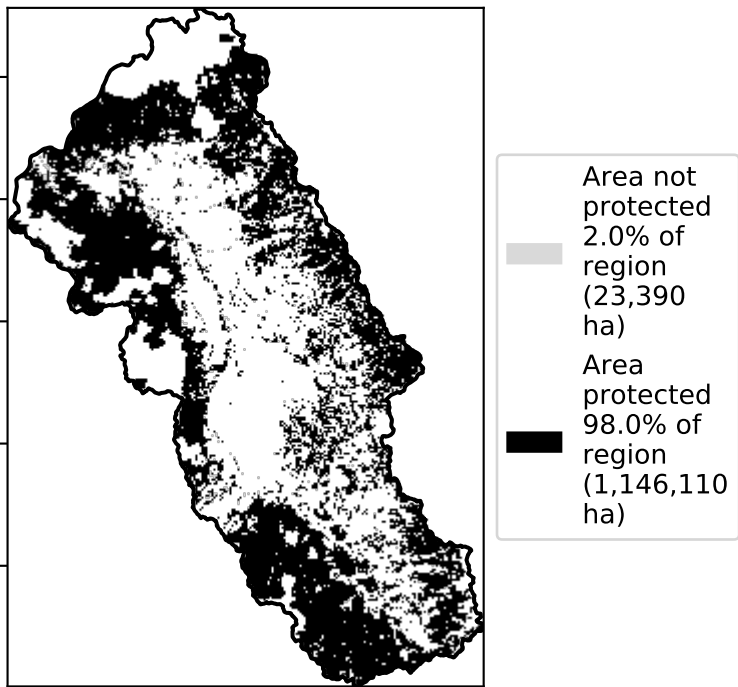 Area not
protected
2.0% of
region
(23,390
ha)
Area
protected
98.0% of
region
(1,146,110
ha)